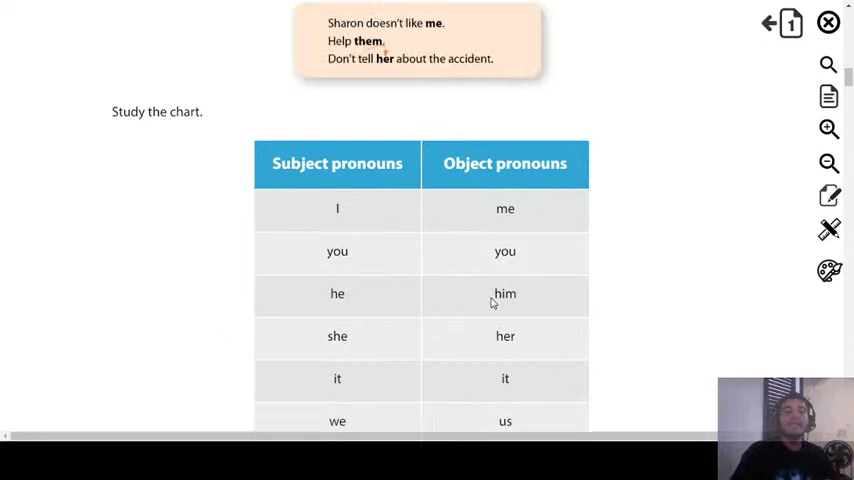 Sharon doesn't like me.
Help them.
Don't tell her about the accident.
1
Study the chart.
Subject pronouns Object pronouns
I me
you you
he him
she her
it it
we us